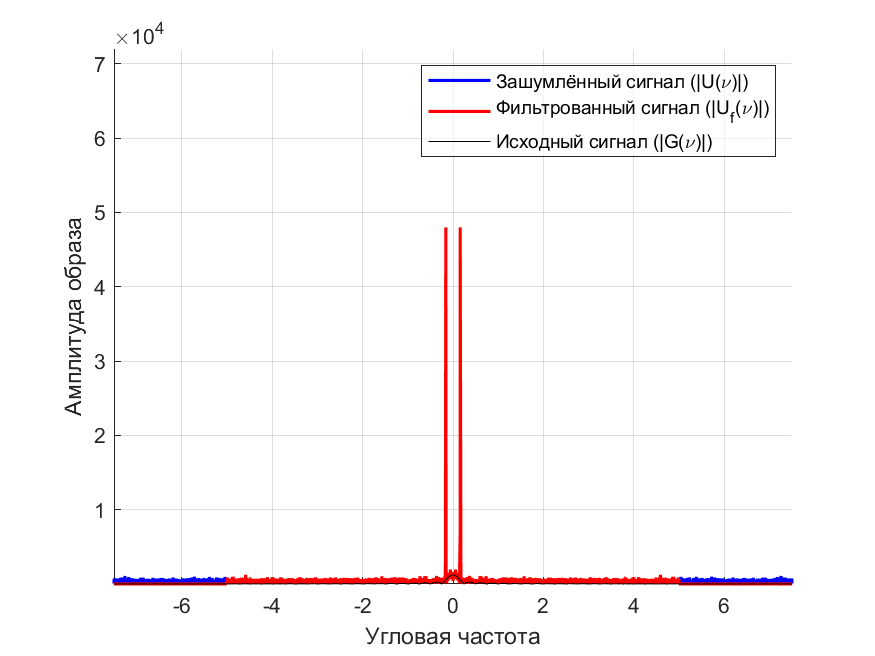 ×10⁴
7
6
5
4
3
2
1
Амплитуда образа
Зашумлённый сигнал (|U(ν)|)
Фильтрованный сигнал (|U_f(ν)|)
Исходный сигнал (|G(ν)|)
-6 -4 -2 0 2 4 6
Угловая частота